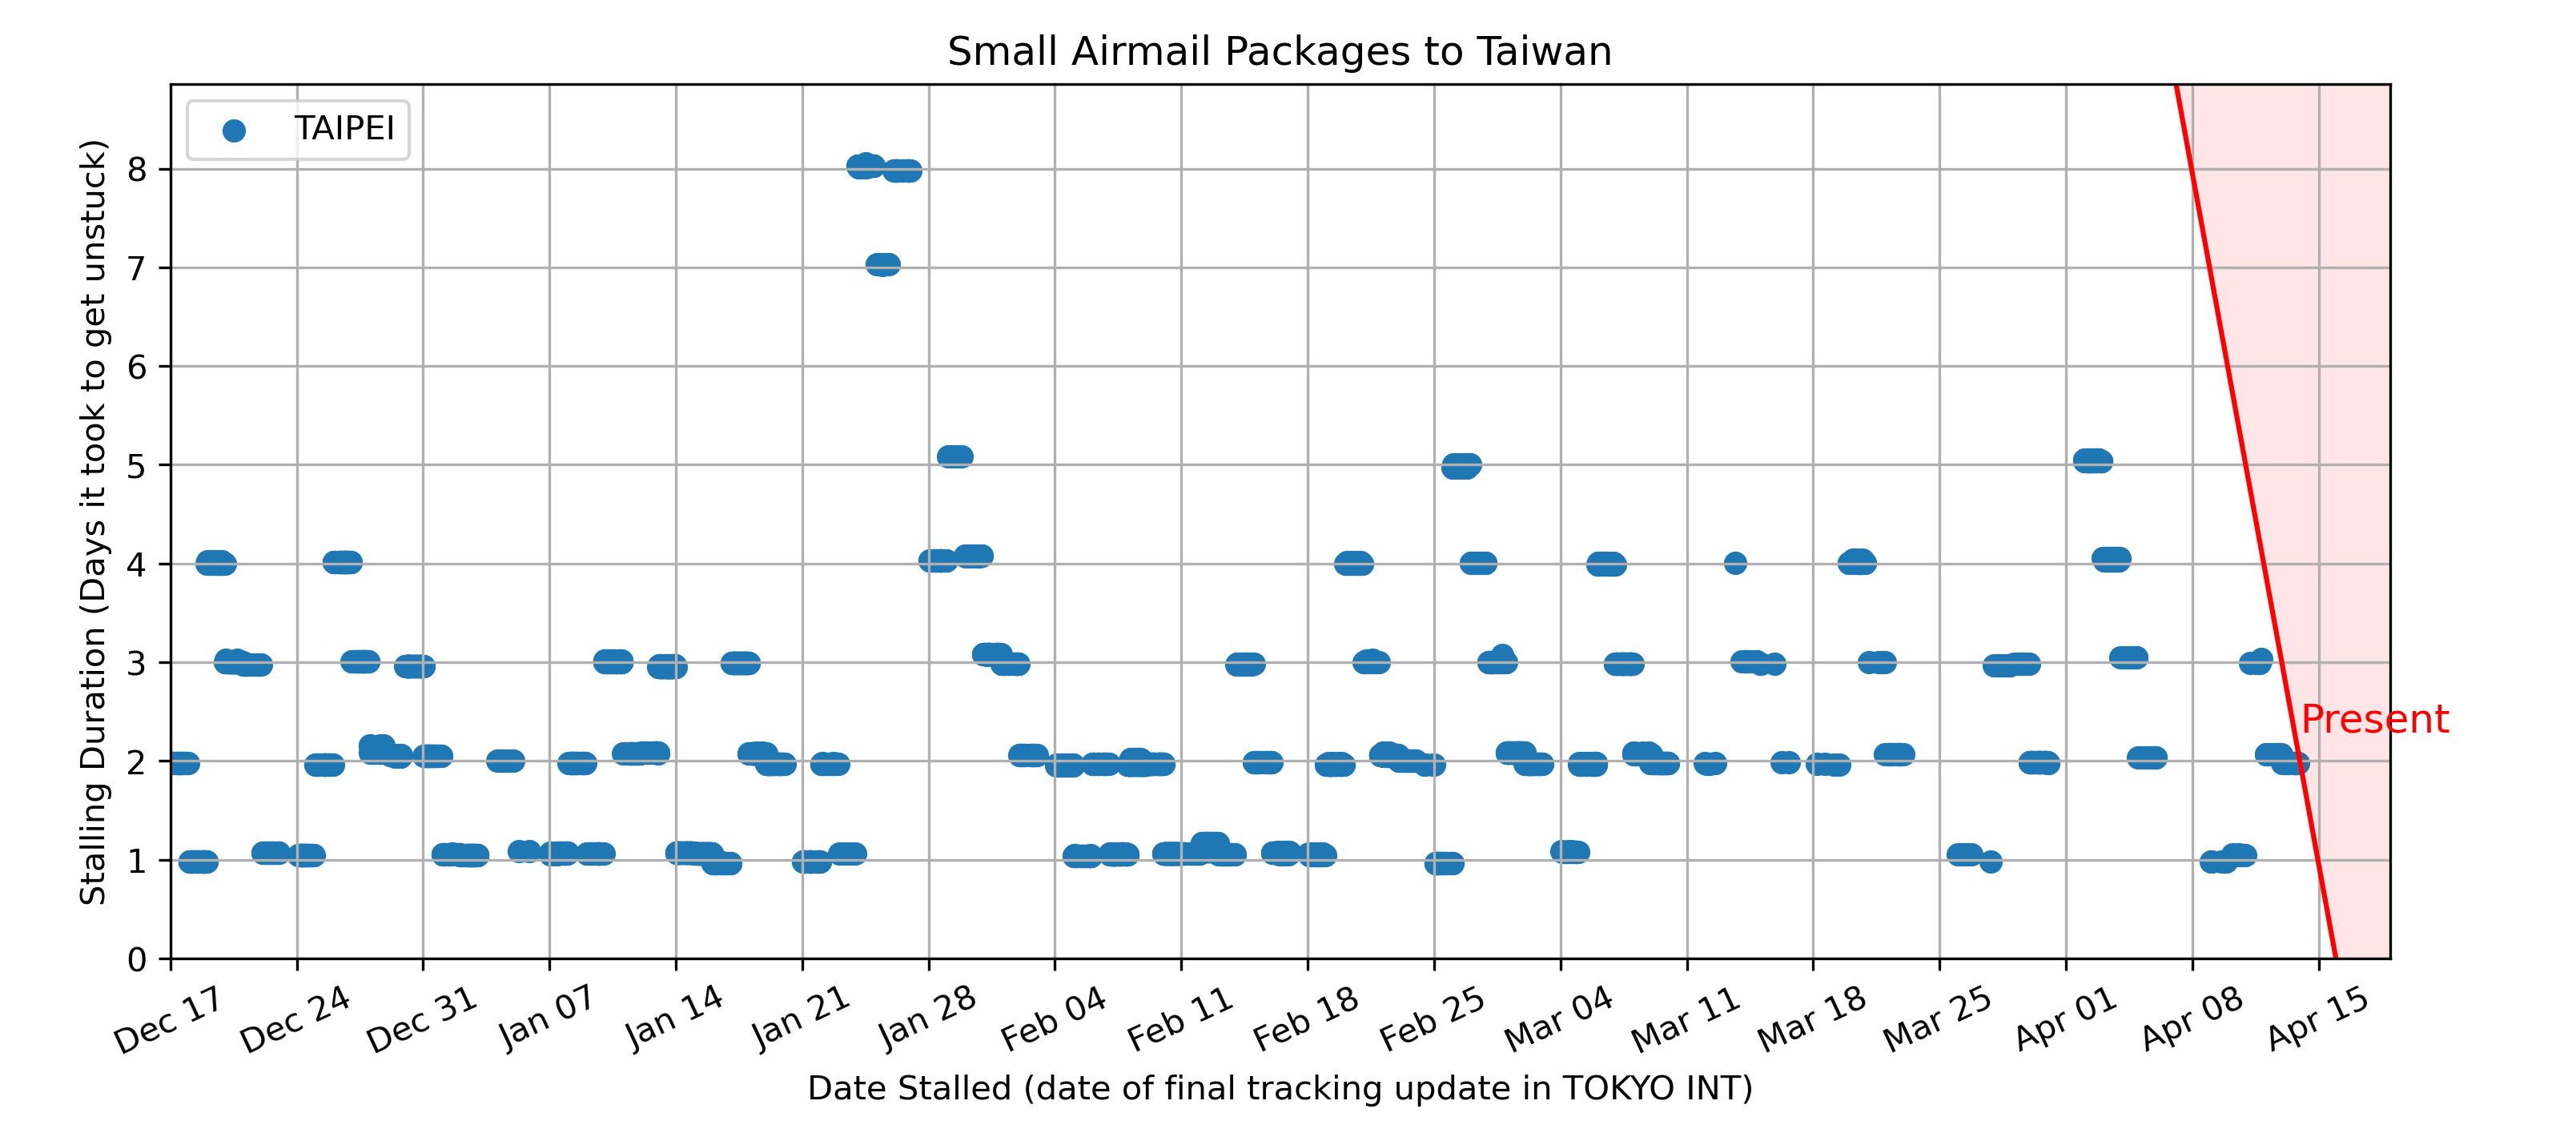 Small Airmail Packages to Taiwan
TAIPEI
Stalling Duration (Days it took to get unstuck)
8
7
6
5
4
3
2
1
0
Present
Dec 17 Dec 24 Dec 31 Jan 07 Jan 14 Jan 21 Jan 28 Feb 04 Feb 11 Feb 18 Feb 25 Mar 04 Mar 11 Mar 18 Mar 25 Apr 01 Apr 08 Apr 15
Date Stalled (date of final tracking update in TOKYO INT)